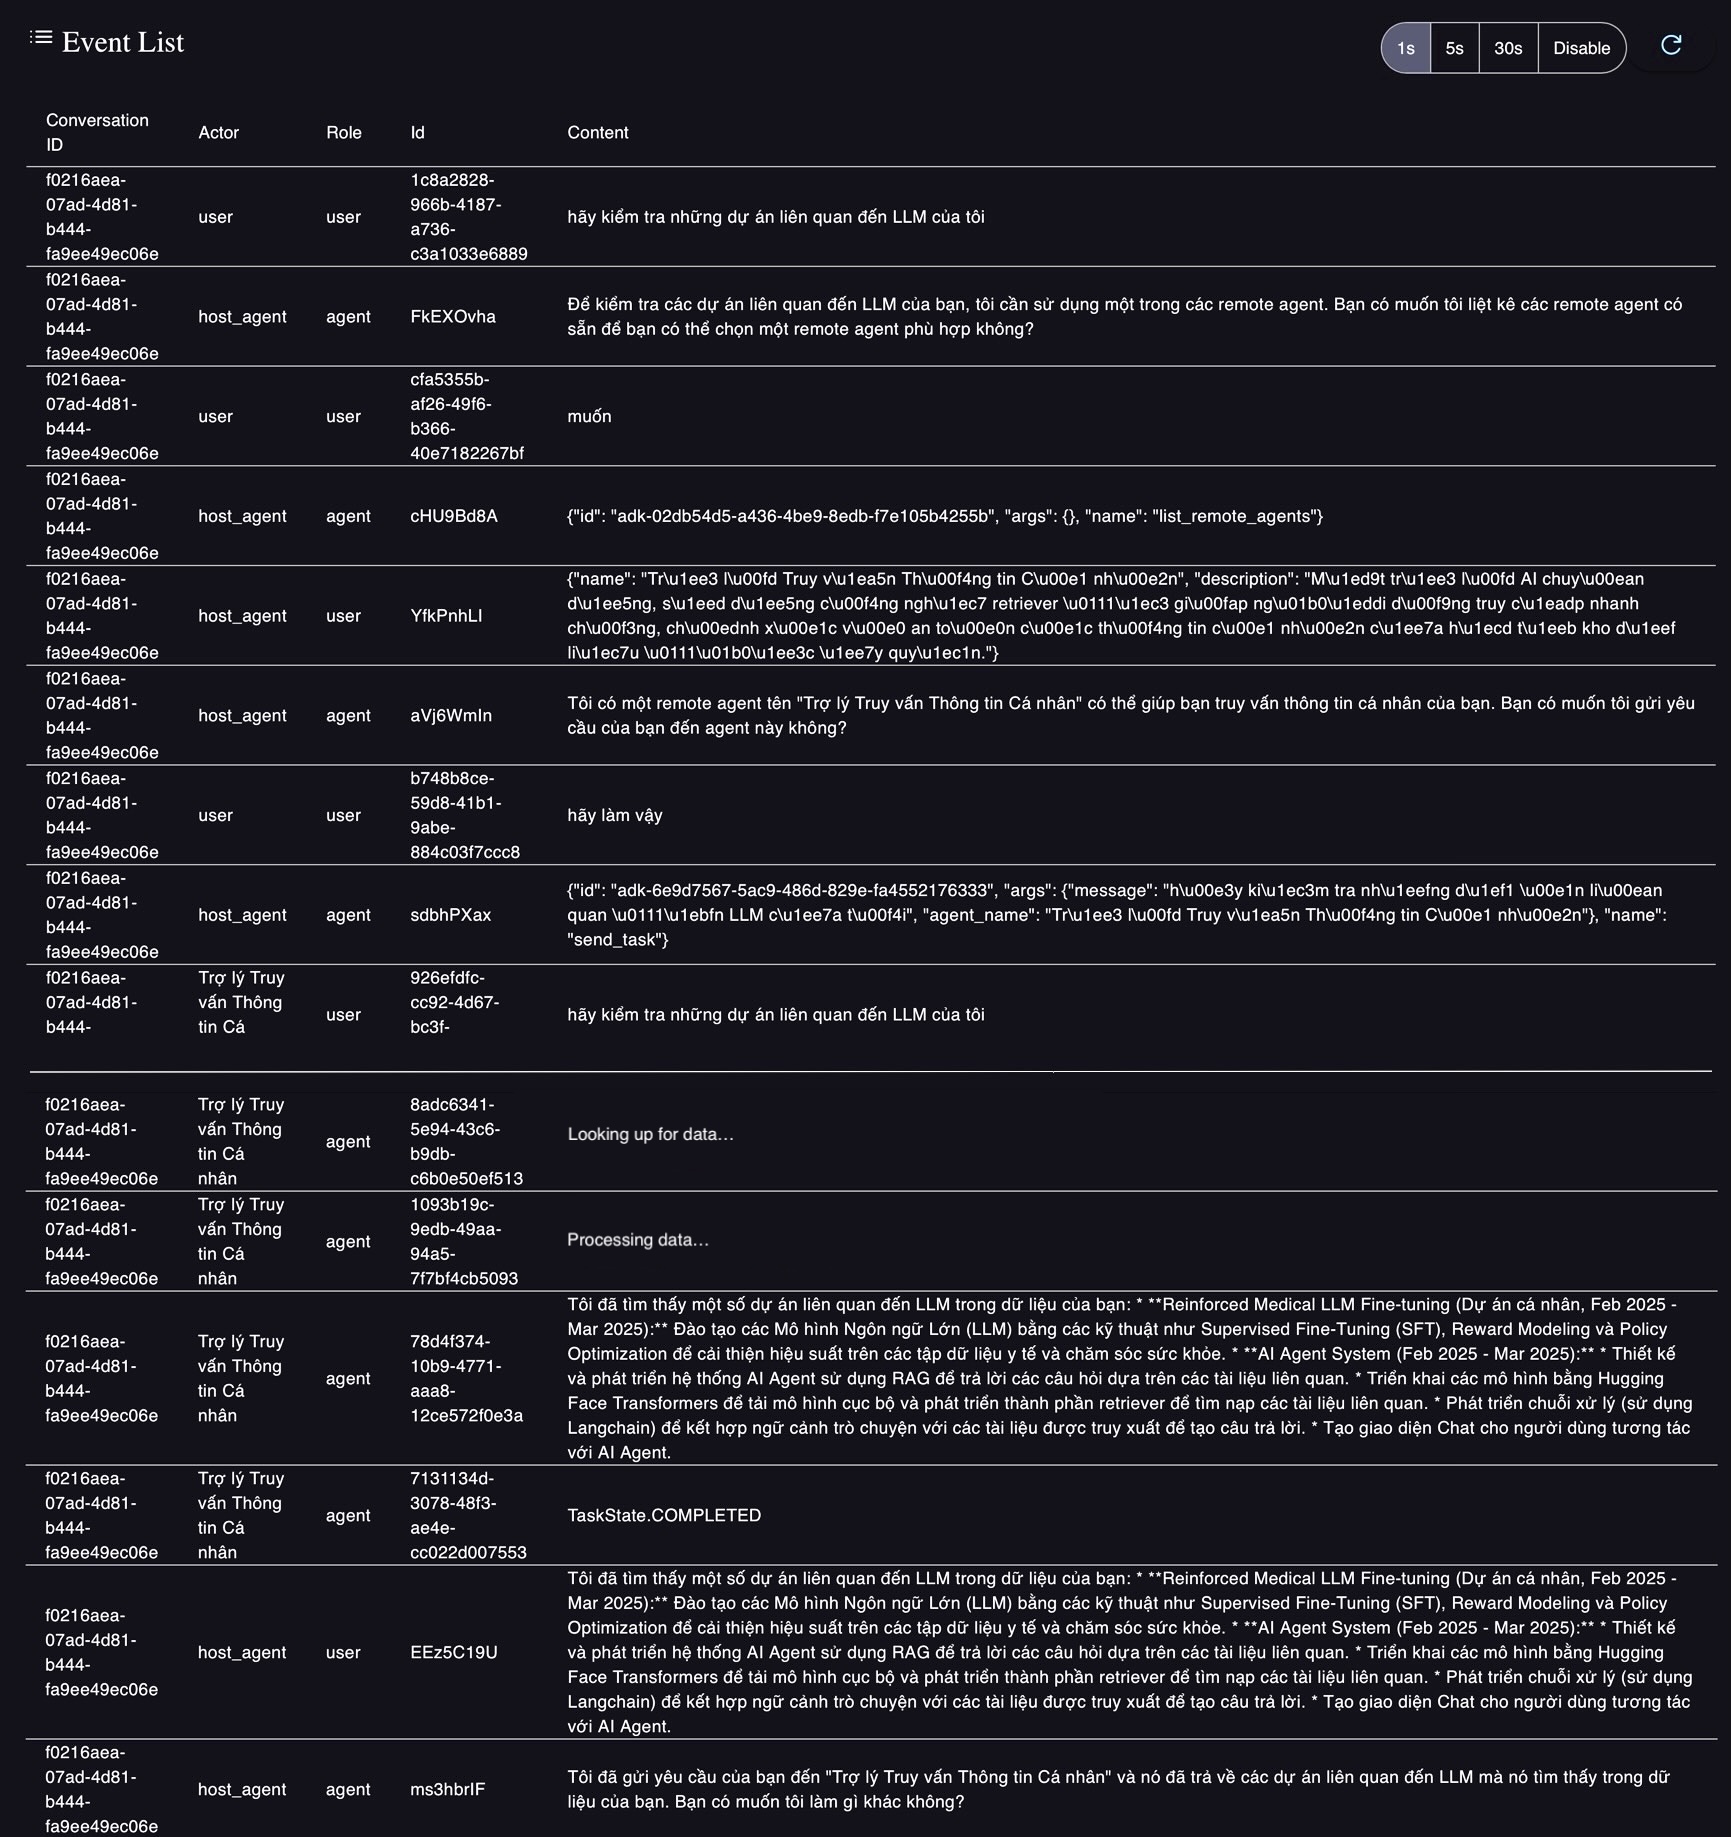 Event List
1s 5s 30s Disable
Conversation
ID
Actor
Role
Id
Content
f0216aea-
07ad-4d81-
b444-
fa9ee49ec06e
user
user
1c8a2828-
966b-4187-
a736-
c3a1033e6889
hãy kiểm tra những dự án liên quan đến LLM của tôi
f0216aea-
07ad-4d81-
b444-
fa9ee49ec06e
host_agent
agent
FkEXOvha
Để kiểm tra các dự án liên quan đến LLM của bạn, tôi cần sử dụng một trong các remote agent. Bạn có muốn tôi liệt kê các remote agent có
sẵn để bạn có thể chọn một remote agent phù hợp không?
f0216aea-
07ad-4d81-
b444-
fa9ee49ec06e
user
user
cfa5355b-
af26-49f6-
b366-
40e7182267bf
muốn
f0216aea-
07ad-4d81-
b444-
fa9ee49ec06e
host_agent
agent
cHU9Bd8A
{"id": "adk-02db54d5-a436-4be9-8edb-f7e105b4255b", "args": {}, "name": "list_remote_agents"}
f0216aea-
07ad-4d81-
b444-
fa9ee49ec06e
host_agent
user
YfkPnhLI
{"name": "Tr\u1ee3 l\u00fd Truy v\u1ea5n Th\u00f4ng tin C\u00e1 nh\u00e2n", "description": "M\u1ed9t tr\u1ee3 l\u00fd AI chuy\u00ean
d\u1ee5ng, s\u1eed d\u1ee5ng c\u00f4ng ngh\u1ec7 retriever \u0111\u1ec3 gi\u00fap ng\u01b0\u1eddi d\u00f9ng truy c\u1eadp nhanh
ch\u00f3ng, ch\u00ednh x\u00e1c v\u00e0 an to\u00e0n c\u00e1c th\u00f4ng tin c\u00e1 nh\u00e2n c\u1ee7a h\u1ecd t\u1eeb kho d\u1eef
li\u1ec7u \u0111\u01b0\u1ee3c \u1ee7y quy\u1ec1n."}
f0216aea-
07ad-4d81-
b444-
fa9ee49ec06e
host_agent
agent
aVj6WmIn
Tôi có một remote agent tên "Trợ lý Truy vấn Thông tin Cá nhân" có thể giúp bạn truy vấn thông tin cá nhân của bạn. Bạn có muốn tôi gửi yêu
cầu của bạn đến agent này không?
f0216aea-
07ad-4d81-
b444-
fa9ee49ec06e
user
user
b748b8ce-
59d8-41b1-
9abe-
884c03f7ccc8
hãy làm vậy
f0216aea-
07ad-4d81-
b444-
fa9ee49ec06e
host_agent
agent
sdbhPXax
{"id": "adk-6e9d7567-5ac9-486d-829e-fa4552176333", "args": {"message": "h\u00e3y ki\u1ec3m tra nh\u1eefng d\u1ef1 \u00e1n li\u00ean
quan \u0111\u1ebfn LLM c\u1ee7a t\u00f4i", "agent_name": "Tr\u1ee3 l\u00fd Truy v\u1ea5n Th\u00f4ng tin C\u00e1 nh\u00e2n"}, "name":
"send_task"}
f0216aea-
07ad-4d81-
b444-
Trợ lý Truy
vấn Thông
tin Cá
user
926efdfc-
cc92-4d67-
bc3f-
hãy kiểm tra những dự án liên quan đến LLM của tôi
f0216aea-
07ad-4d81-
b444-
fa9ee49ec06e
Trợ lý Truy
vấn Thông
tin Cá
nhân
agent
8adc6341-
5e94-43c6-
b9db-
c6b0e50ef513
Looking up for data...
f0216aea-
07ad-4d81-
b444-
fa9ee49ec06e
Trợ lý Truy
vấn Thông
tin Cá
nhân
agent
1093b19c-
9edb-49aa-
94a5-
7f7bf4cb5093
Processing data...
f0216aea-
07ad-4d81-
b444-
fa9ee49ec06e
Trợ lý Truy
vấn Thông
tin Cá
nhân
agent
78d4f374-
10b9-4771-
aaa8-
12ce572f0e3a
Tôi đã tìm thấy một số dự án liên quan đến LLM trong dữ liệu của bạn: * **Reinforced Medical LLM Fine-tuning (Dự án cá nhân, Feb 2025 -
Mar 2025):** Đào tạo các Mô hình Ngôn ngữ Lớn (LLM) bằng các kỹ thuật như Supervised Fine-Tuning (SFT), Reward Modeling và Policy
Optimization để cải thiện hiệu suất trên các tập dữ liệu y tế và chăm sóc sức khỏe. * **AI Agent System (Feb 2025 - Mar 2025):** * Thiết kế
và phát triển hệ thống AI Agent sử dụng RAG để trả lời các câu hỏi dựa trên các tài liệu liên quan. * Triển khai các mô hình bằng Hugging
Face Transformers để tải mô hình cục bộ và phát triển thành phần retriever để tìm nạp các tài liệu liên quan. * Phát triển chuỗi xử lý (sử dụng
Langchain) để kết hợp ngữ cảnh trò chuyện với các tài liệu được truy xuất để tạo câu trả lời. * Tạo giao diện Chat cho người dùng tương tác
với AI Agent.
f0216aea-
07ad-4d81-
b444-
fa9ee49ec06e
Trợ lý Truy
vấn Thông
tin Cá
nhân
agent
7131134d-
3078-48f3-
ae4e-
cc022d007553
TaskState.COMPLETED
f0216aea-
07ad-4d81-
b444-
fa9ee49ec06e
host_agent
user
EEz5C19U
Tôi đã tìm thấy một số dự án liên quan đến LLM trong dữ liệu của bạn: * **Reinforced Medical LLM Fine-tuning (Dự án cá nhân, Feb 2025 -
Mar 2025):** Đào tạo các Mô hình Ngôn ngữ Lớn (LLM) bằng các kỹ thuật như Supervised Fine-Tuning (SFT), Reward Modeling và Policy
Optimization để cải thiện hiệu suất trên các tập dữ liệu y tế và chăm sóc sức khỏe. * **AI Agent System (Feb 2025 - Mar 2025):** * Thiết kế
và phát triển hệ thống AI Agent sử dụng RAG để trả lời các câu hỏi dựa trên các tài liệu liên quan. * Triển khai các mô hình bằng Hugging
Face Transformers để tải mô hình cục bộ và phát triển thành phần retriever để tìm nạp các tài liệu liên quan. * Phát triển chuỗi xử lý (sử dụng
Langchain) để kết hợp ngữ cảnh trò chuyện với các tài liệu được truy xuất để tạo câu trả lời. * Tạo giao diện Chat cho người dùng tương tác
với AI Agent.
f0216aea-
07ad-4d81-
b444-
fa9ee49ec06e
host_agent
agent
ms3hbrIF
Tôi đã gửi yêu cầu của bạn đến "Trợ lý Truy vấn Thông tin Cá nhân" và nó đã trả về các dự án liên quan đến LLM mà nó tìm thấy trong dữ
liệu của bạn. Bạn có muốn tôi làm gì khác không?